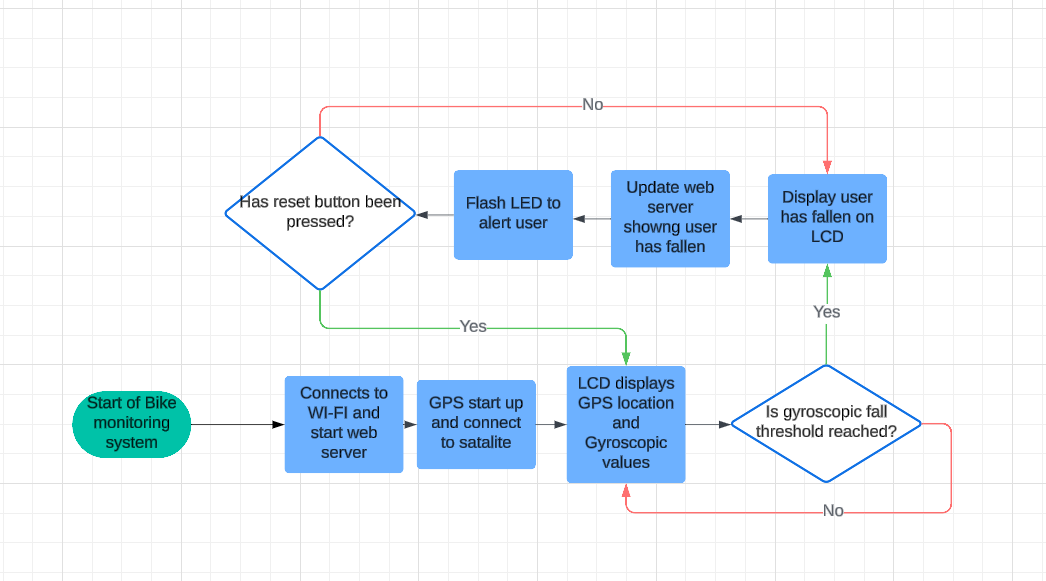 No
Has reset button been
pressed?
Flash LED to
alert user
Update web
server
showng user
has fallen
Display user
has fallen on
LCD
Yes
Yes
Start of Bike
monitoring
system
Connects to
WI-FI and
start web
server
GPS start up
and connect
to satalite
LCD displays
GPS location
and
Gyroscopic
values
Is gyroscopic fall
threshold reached?
No